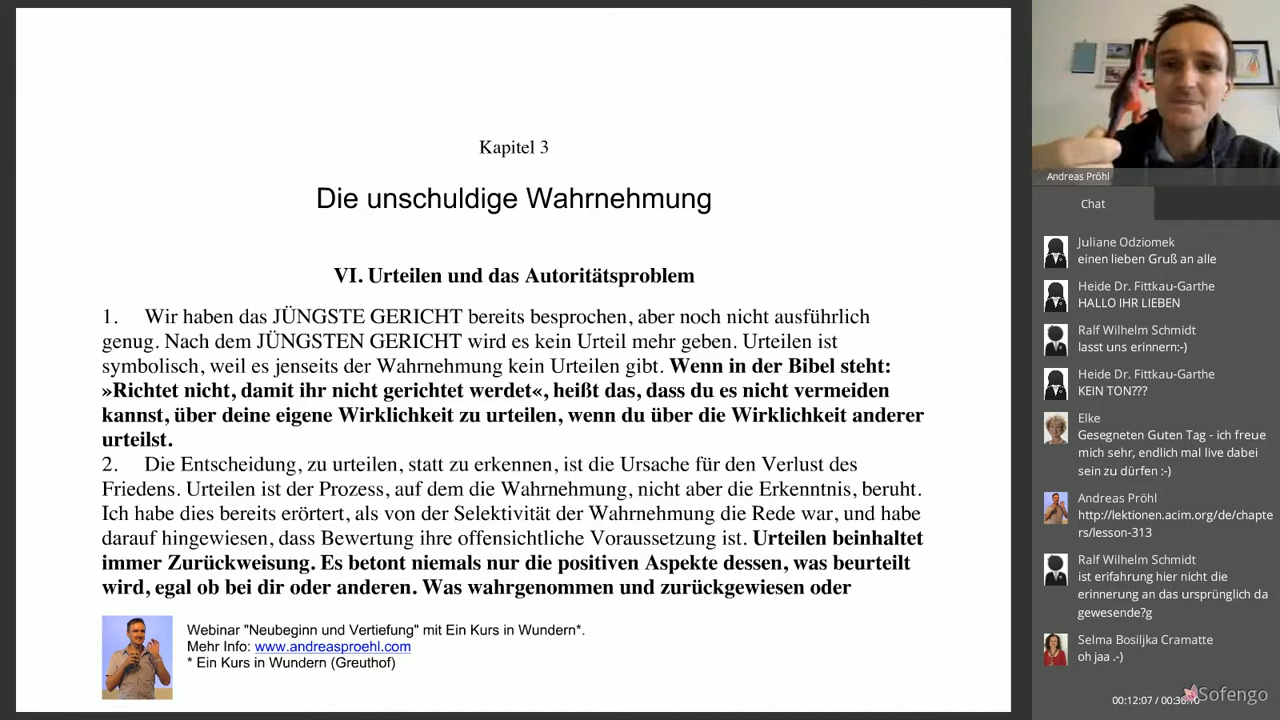 Kapitel 3
Die unschuldige Wahrnehmung
VI. Urteilen und das Autoritätsproblem
1. Wir haben das JÜNGSTE GERICHT bereits besprochen, aber noch nicht ausführlich
genug. Nach dem JÜNGSTEN GERICHT wird es kein Urteil mehr geben. Urteilen ist
symbolisch, weil es jenseits der Wahrnehmung kein Urteilen gibt. Wenn in der Bibel steht:
»Richtet nicht, damit ihr nicht gerichtet werdet«, heißt das, dass du es nicht vermeiden
kannst, über deine eigene Wirklichkeit zu urteilen, wenn du über die Wirklichkeit anderer
urteilst.
2. Die Entscheidung, zu urteilen, statt zu erkennen, ist die Ursache für den Verlust des
Friedens. Urteilen ist der Prozess, auf dem die Wahrnehmung, nicht aber die Erkenntnis, beruht.
Ich habe dies bereits erörtert, als von der Selektivität der Wahrnehmung die Rede war, und habe
darauf hingewiesen, dass Bewertung ihre offensichtliche Voraussetzung ist. Urteilen beinhaltet
immer Zurückweisung. Es betont niemals nur die positiven Aspekte dessen, was beurteilt
wird, egal ob bei dir oder anderen. Was wahrgenommen und zurückgewiesen oder
Webinar "Neubeginn und Vertiefung" mit Ein Kurs in Wundern*.
Mehr Info: www.andreasproehl.com
* Ein Kurs in Wundern (Greuthof)
Andreas Pröhl
Chat
Juliane Odziomek
einen lieben Gruß an alle
Heide Dr. Fittkau-Garthe
HALLO IHR LIEBEN
Ralf Wilhelm Schmidt
lasst uns erinnern:-)
Heide Dr. Fittkau-Garthe
KEIN TON???
Elke
Gesegneten Guten Tag - ich freue
mich sehr, endlich mal live dabei
sein zu dürfen :-)
Andreas Pröhl
http://lektionen.acim.org/de/chapte
rs/lesson-313
Ralf Wilhelm Schmidt
ist erifahrung hier nicht die
erinnerung an das ursprünglich da
gewesende?g
Selma Bosiljka Cramatte
oh jaa .-)
00:12:07 /
Sofengo